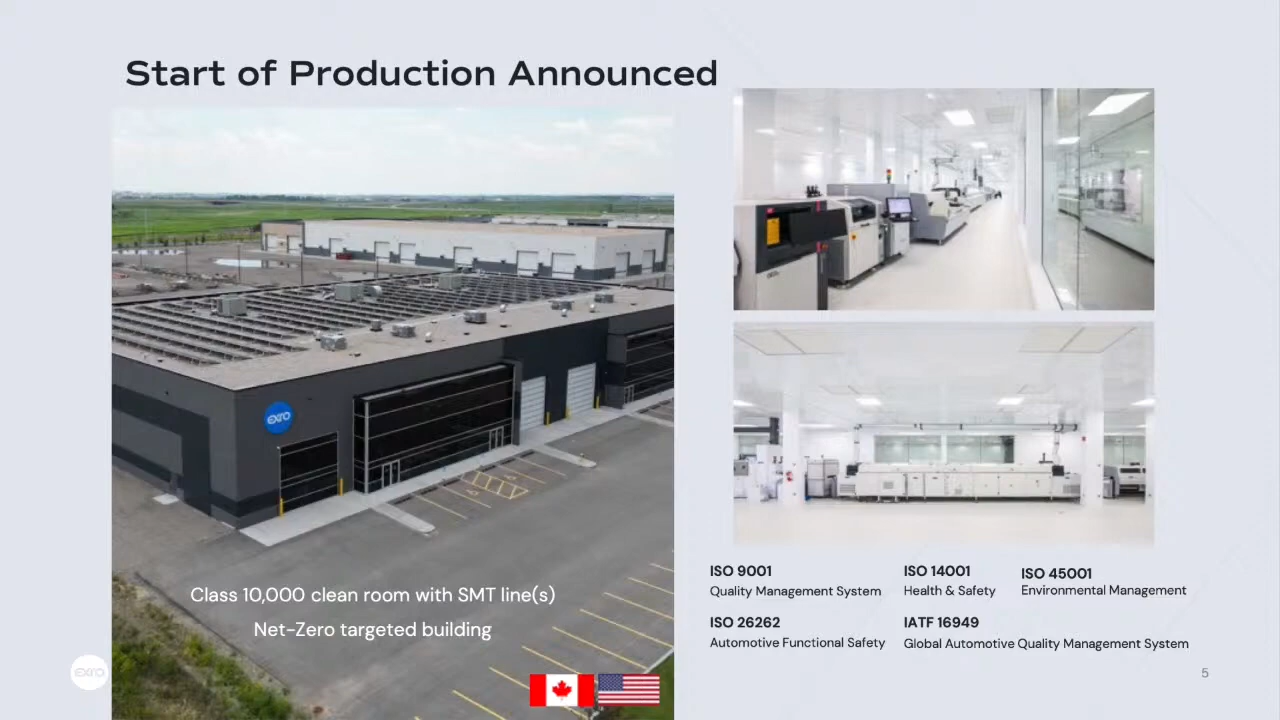 Start of Production Announced
exro
Class 10,000 clean room with SMT line(s)
Net-Zero targeted building
ISO 9001
Quality Management System
ISO 14001
Health & Safety
ISO 45001
Environmental Management
ISO 26262
Automotive Functional Safety
IATF 16949
Global Automotive Quality Management System
exro
5